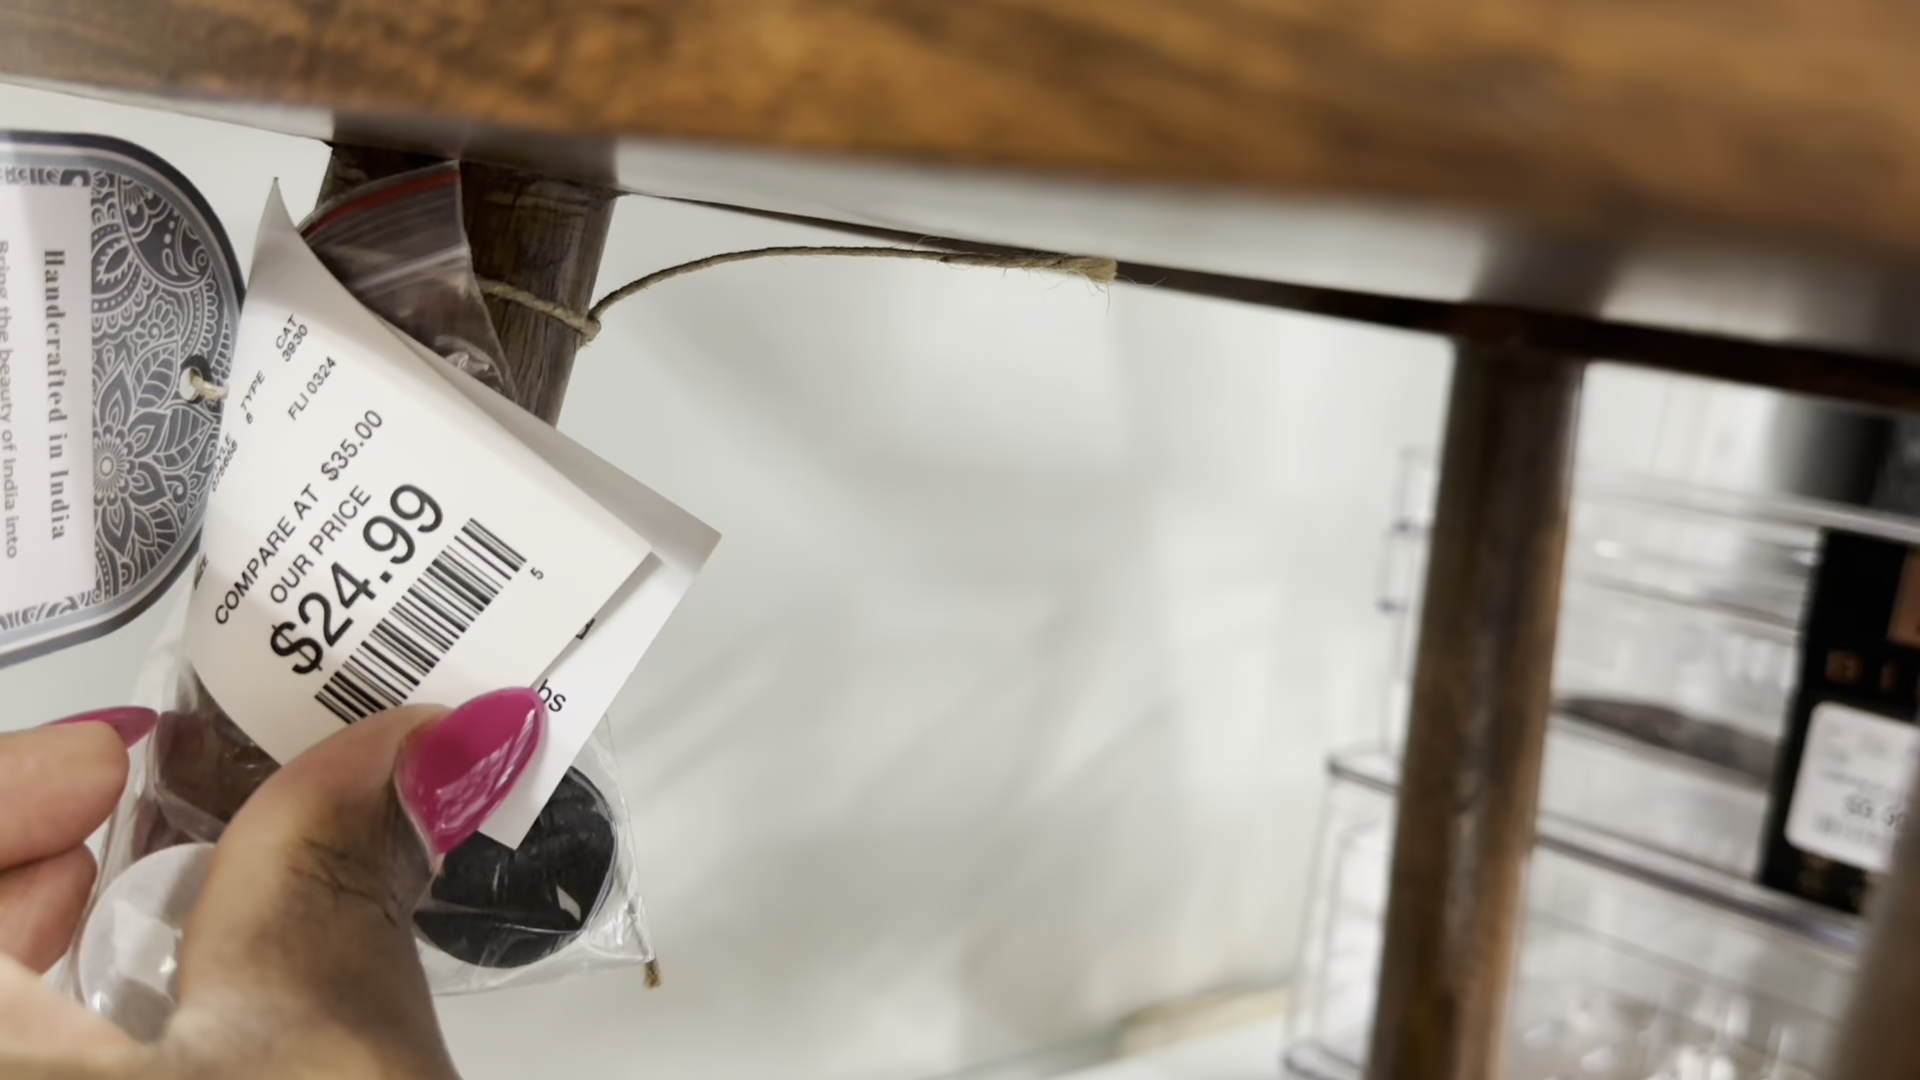 Handcrafted in India
Bring the beauty of India into
CAT
3930
TYPE
8
FLI 0324
COMPARE AT $35.00
OUR PRICE
$24.99
5
bs